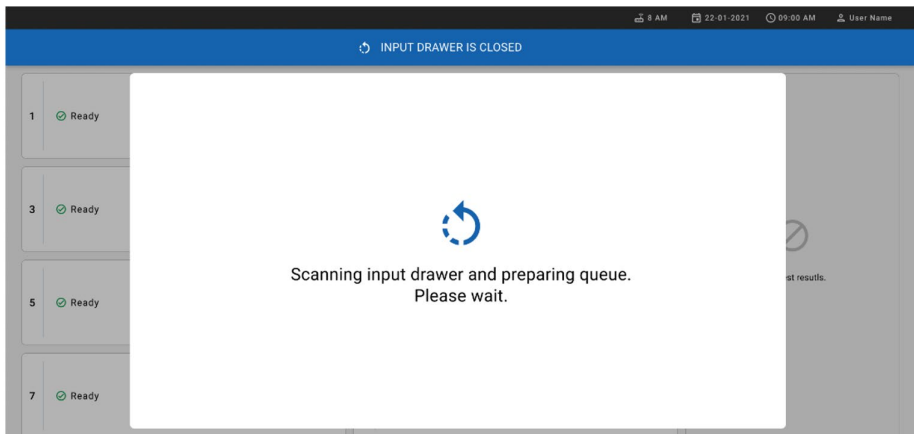 8 AM 22-01-2021 09:00 AM User Name
INPUT DRAWER IS CLOSED
1 Ready
3 Ready
Scanning input drawer and preparing queue.
Please wait.
resutls.
5 Ready
7 Ready